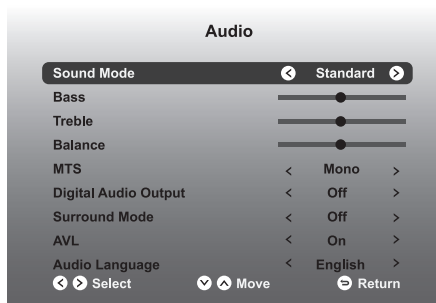 Audio
Sound Mode Standard
Bass
Treble
Balance
MTS Mono
Digital Audio Output Off
Surround Mode Off
AVL On
Audio Language English
Select Move Return